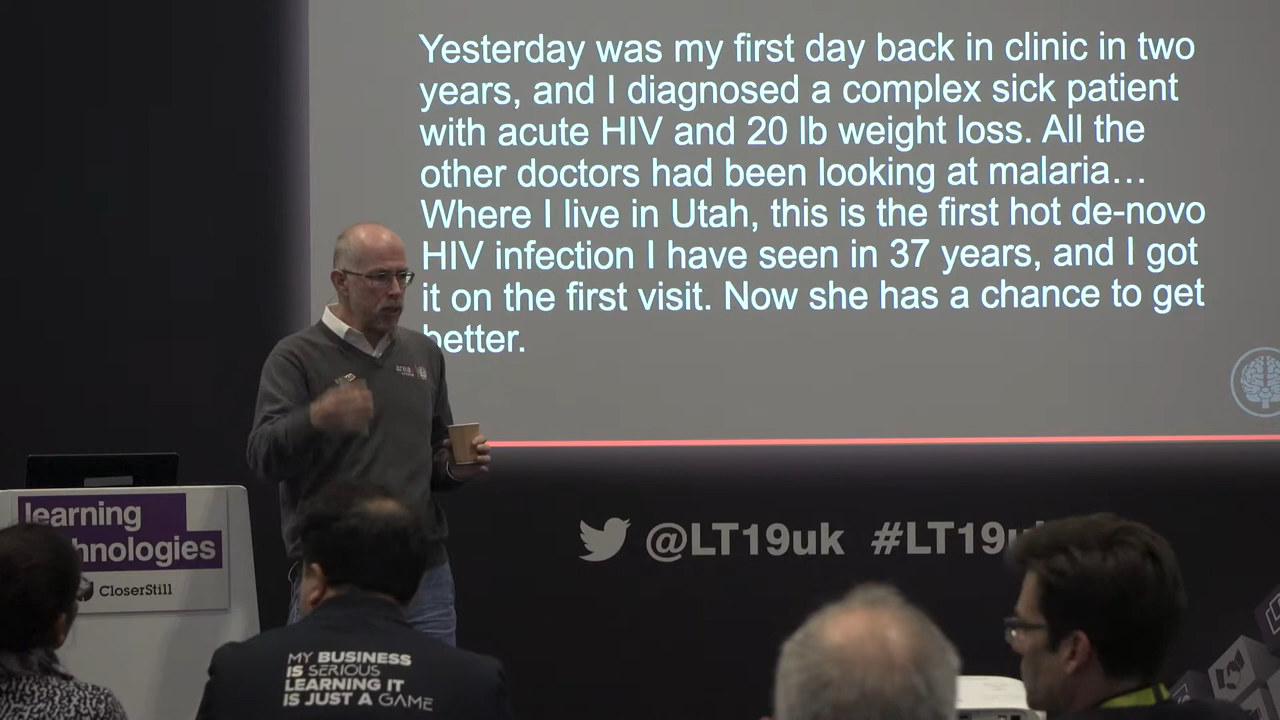 Yesterday was my first day back in clinic in two
years, and I diagnosed a complex sick patient
with acute HIV and 20 lb weight loss. All the
other doctors had been looking at malaria…
Where I live in Utah, this is the first hot de-novo
HIV infection I have seen in 37 years, and I got
it on the first visit. Now she has a chance to get
better.
area
@LT19uk #LT19u
learning
hnologies
CloserStill
MY BUSINESS
IS SERIOUS
LEARNING IT
IS JUST A GAME